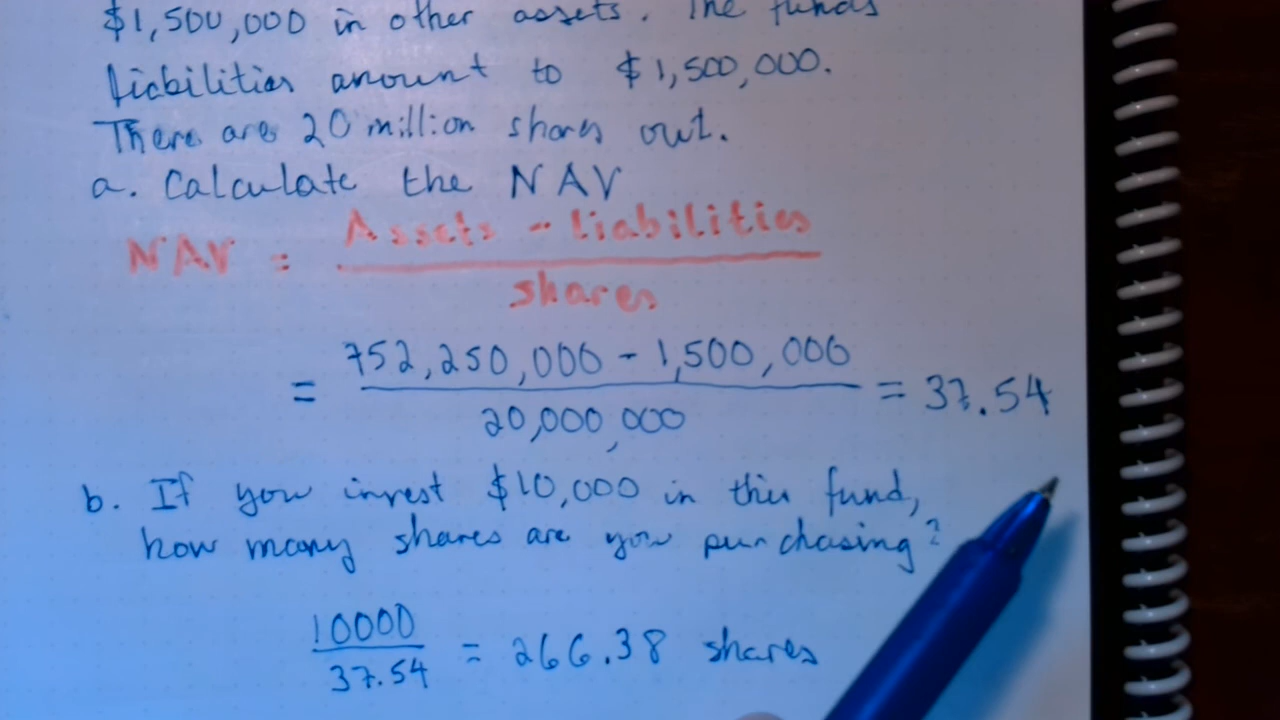 $1,500,000 in other assets. The funds
liabilities amount to $1,500,000.
There are 20 million shares out.
a. Calculate the NAV
NAV = Assets - Liabilities
shares
= 752,250,000 - 1,500,000 = 37.54
20,000,000
b. If you invest $10,000 in this fund,
how many shares are you purchasing?
10000
37.54 = 266.38 shares